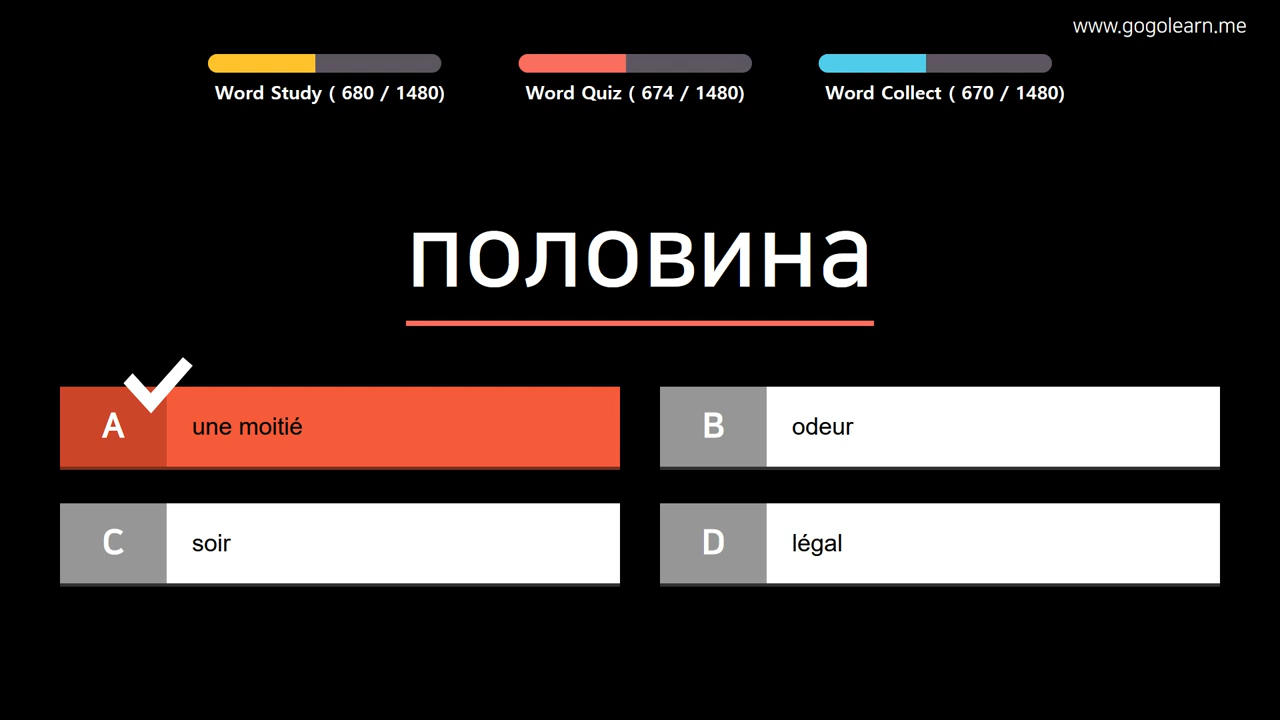 www.gogolearn.me
Word Study ( 680 / 1480)
Word Quiz ( 674 / 1480)
Word Collect ( 670 / 1480)
половина
A une moitié
B odeur
C soir
D légal